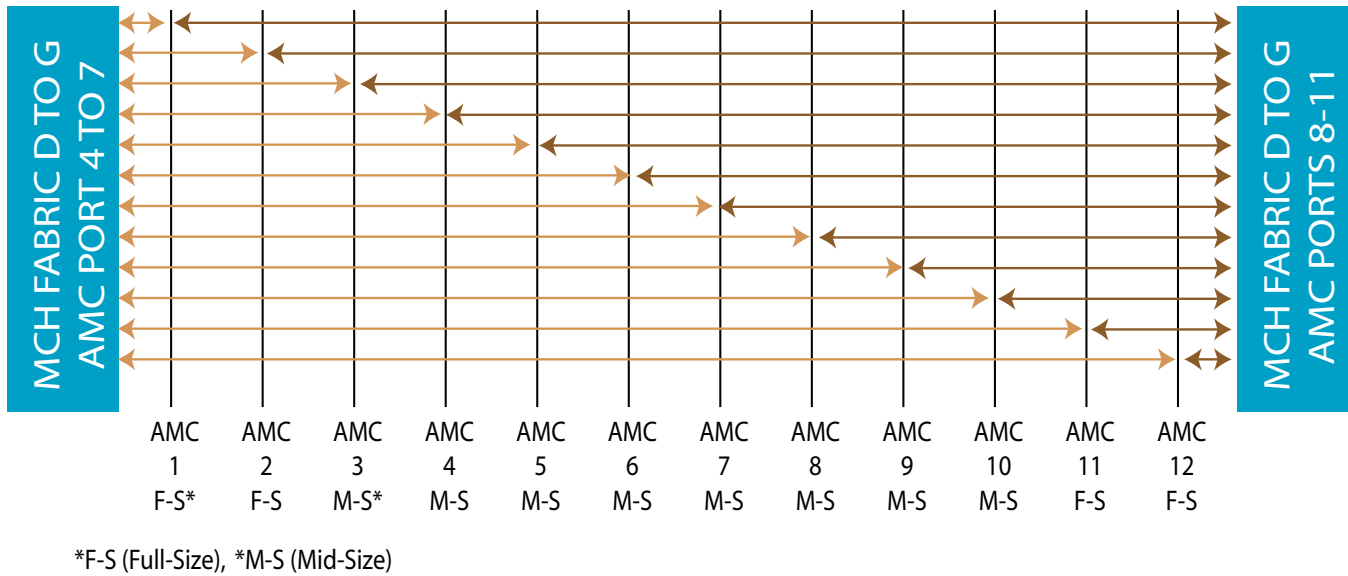 MCH FABRIC D TO G
AMC PORT 4 TO 7
MCH FABRIC D TO G
AMC PORTS 8-11
AMC AMC AMC AMC AMC AMC AMC AMC AMC AMC AMC AMC
1 2 3 4 5 6 7 8 9 10 11 12
F-S* F-S M-S* M-S M-S M-S M-S M-S M-S M-S F-S F-S
*F-S (Full-Size), *M-S (Mid-Size)